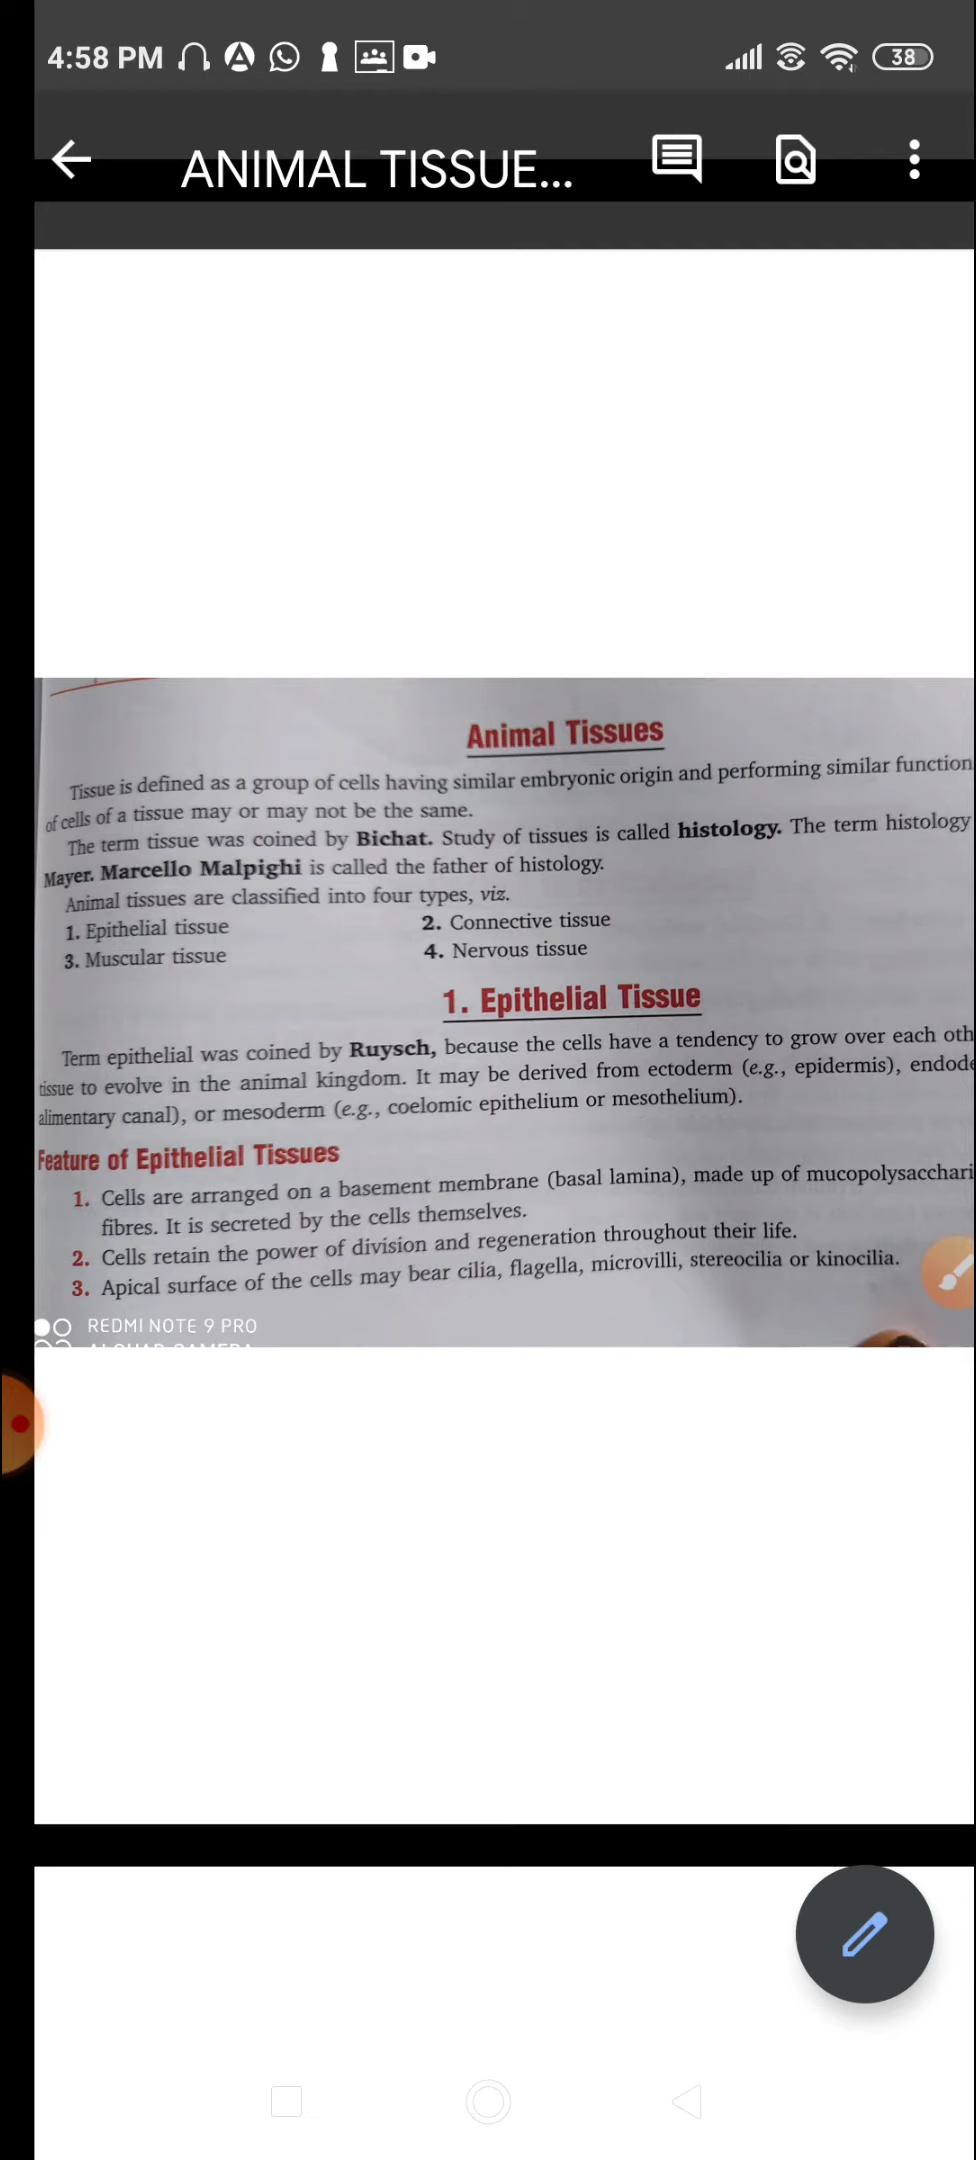 4:58 PM
38
ANIMAL TISSUE...
Animal Tissues
Tissue is defined as a group of cells having similar embryonic origin and performing similar function
of cells of a tissue may or may not be the same.
The term tissue was coined by Bichat. Study of tissues is called histology. The term histology
Mayer. Marcello Malpighi is called the father of histology.
Animal tissues are classified into four types, viz.
1. Epithelial tissue 2. Connective tissue
3. Muscular tissue 4. Nervous tissue
1. Epithelial Tissue
Term epithelial was coined by Ruysch, because the cells have a tendency to grow over each oth
tissue to evolve in the animal kingdom. It may be derived from ectoderm (e.g., epidermis), endode
alimentary canal), or mesoderm (e.g., coelomic epithelium or mesothelium).
Feature of Epithelial Tissues
1. Cells are arranged on a basement membrane (basal lamina), made up of mucopolysacchari
fibres. It is secreted by the cells themselves.
2. Cells retain the power of division and regeneration throughout their life.
3. Apical surface of the cells may bear cilia, flagella, microvilli, stereocilia or kinocilia.
REDMI NOTE 9 PRO